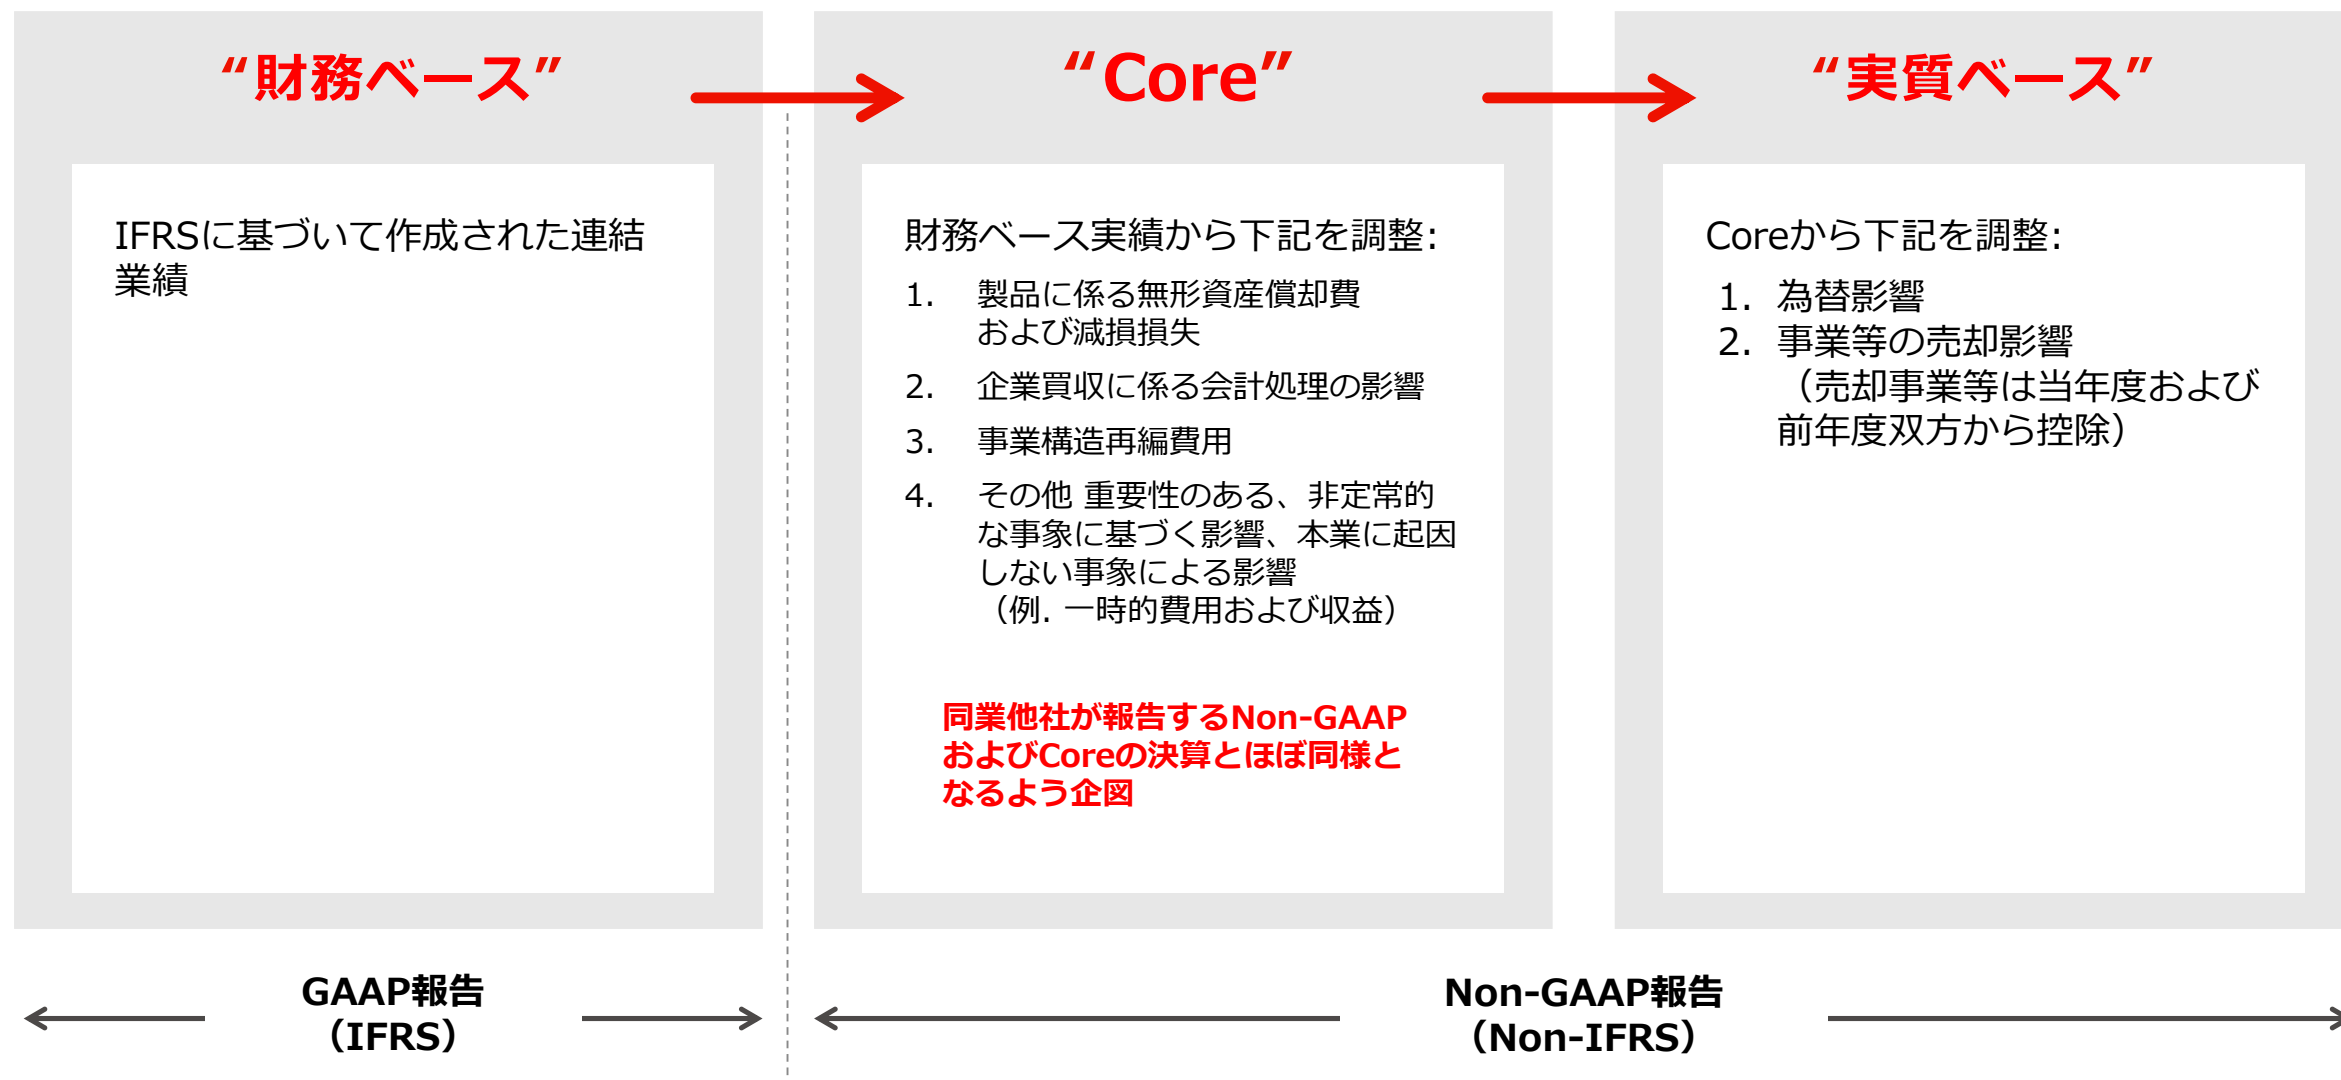 “財務ベース”
IFRSに基づいて作成された連結
業績
“Core”
財務ベース実績から下記を調整:
1. 製品に係る無形資産償却費
および減損損失
2. 企業買収に係る会計処理の影響
3. 事業構造再編費用
4. その他 重要性のある、非定常的
な事象に基づく影響、本業に起因
しない事象による影響
（例. 一時的費用および収益）
同業他社が報告するNon-GAAP
およびCoreの決算とほぼ同様と
なるよう企図
“実質ベース”
Coreから下記を調整:
1. 為替影響
2. 事業等の売却影響
（売却事業等は当年度および
前年度双方から控除）
GAAP報告
（IFRS）
Non-GAAP報告
（Non-IFRS）